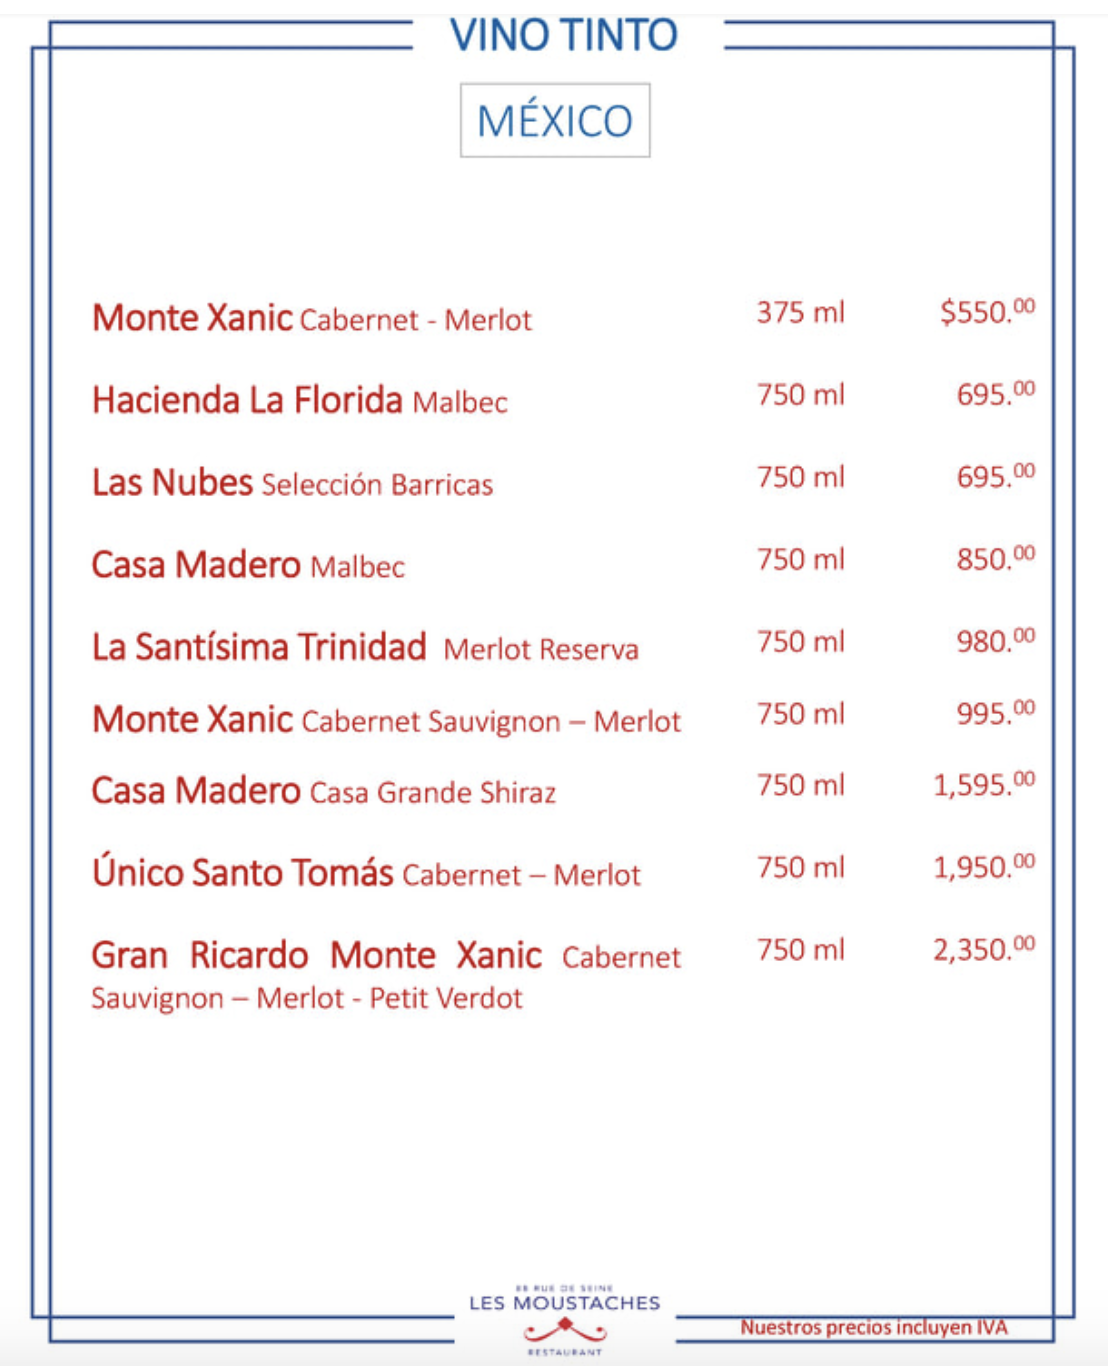 VINO TINTO
MÉXICO
Monte Xanic Cabernet - Merlot 375 ml $550.00
Hacienda La Florida Malbec 750 ml 695.00
Las Nubes Selección Barricas 750 ml 695.00
Casa Madero Malbec 750 ml 850.00
La Santísima Trinidad Merlot Reserva 750 ml 980.00
Monte Xanic Cabernet Sauvignon – Merlot 750 ml 995.00
Casa Madero Casa Grande Shiraz 750 ml 1,595.00
Único Santo Tomás Cabernet – Merlot 750 ml 1,950.00
Gran Ricardo Monte Xanic Cabernet 750 ml 2,350.00
Sauvignon – Merlot - Petit Verdot
88 RUE DE SEINE
LES MOUSTACHES
RESTAURANT
Nuestros precios incluyen IVA